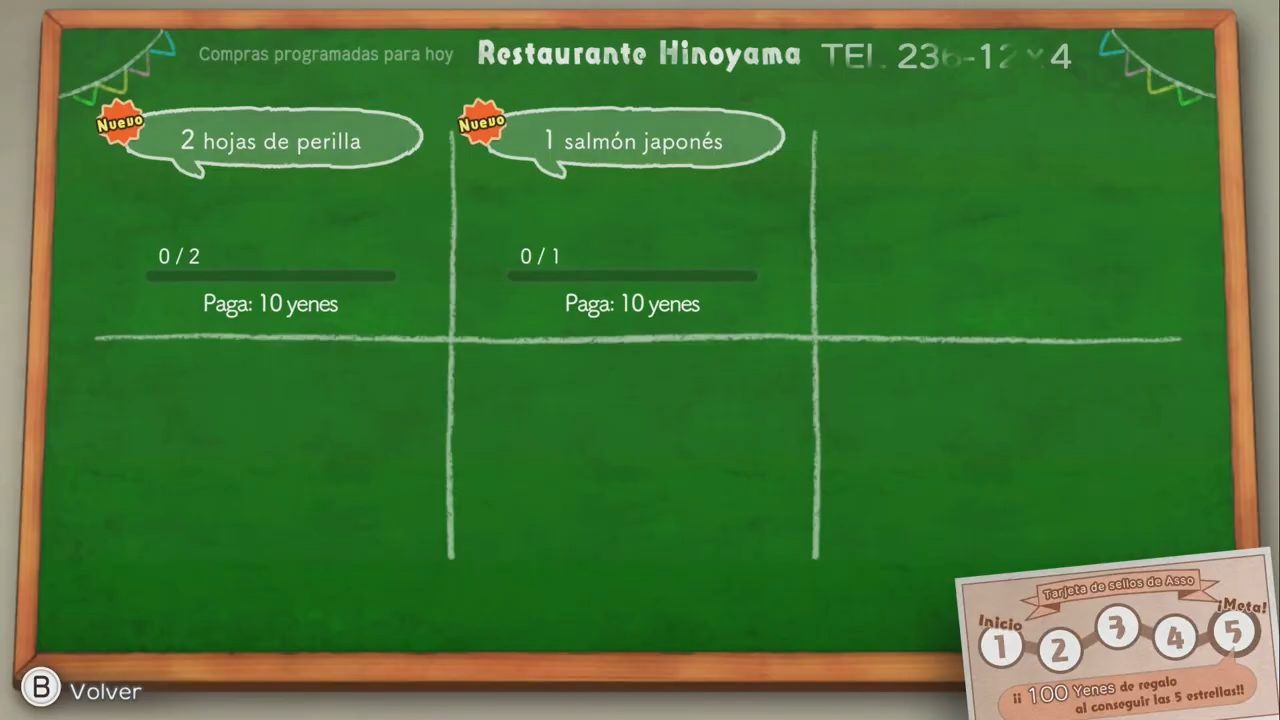 Compras programadas para hoy
Restaurante Hinoyama
TEL.
Nuevo
2 hojas de perilla
0 / 2
Paga: 10 yenes
Nuevo
1 salmón japonés
0 / 1
Paga: 10 yenes
Tarjeta de sellos de Asso
Inicio
¡Meta!
1 2 3 4 5
¡¡ 100 Yenes de regalo
al conseguir las 5 estrellas!!
B Volver